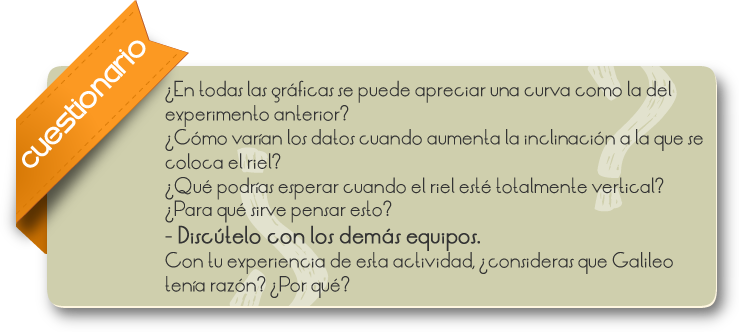 cuestionario
¿En todas las gráficas se puede apreciar una curva como la del
experimento anterior?
¿Cómo varían los datos cuando aumenta la inclinación a la que se
coloca el riel?
¿Qué podrías esperar cuando el riel esté totalmente vertical?
¿Para qué sirve pensar esto?
- Discútelo con los demás equipos.
Con tu experiencia de esta actividad, ¿consideras que Galileo
tenía razón? ¿Por qué?